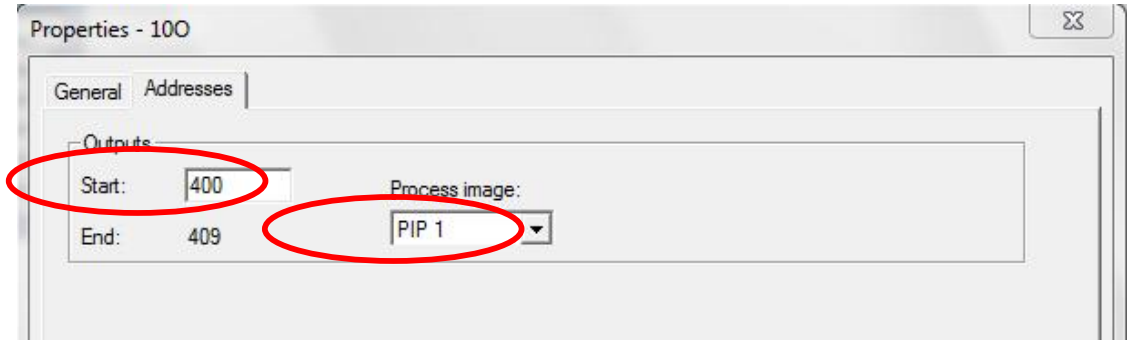 Properties - 10O
General Addresses
Outputs
Start: 400
Process image:
PIP 1
End: 409